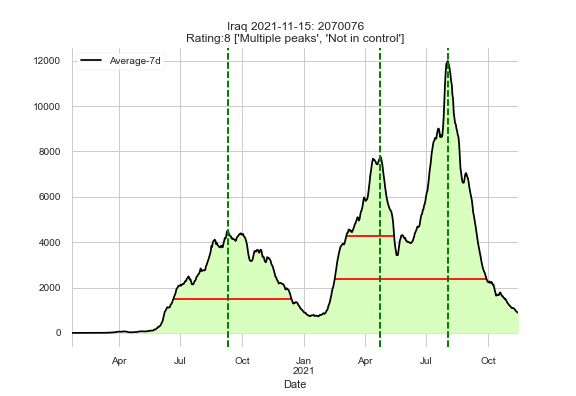 Iraq 2021-11-15: 2070076
Rating:8 ['Multiple peaks', 'Not in control']
Average-7d
12000
10000
8000
6000
4000
2000
0
Apr Jul Oct Jan Apr Jul Oct
2021
Date